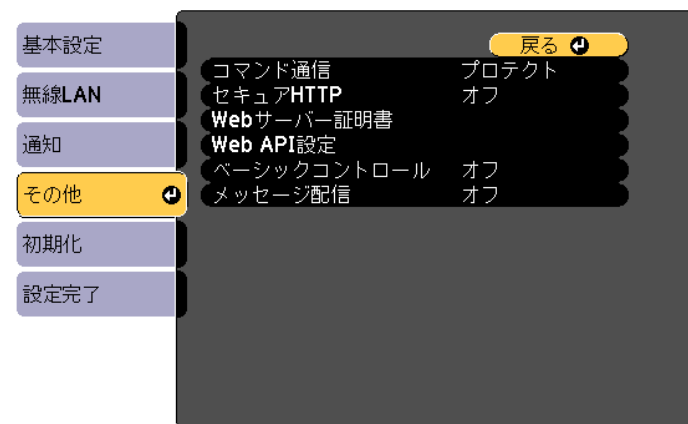 基本設定
無線LAN
通知
その他
初期化
設定完了
戻る
コマンド通信 プロテクト
セキュアHTTP オフ
Webサーバー証明書
Web API設定
ベーシックコントロール オフ
メッセージ配信 オフ